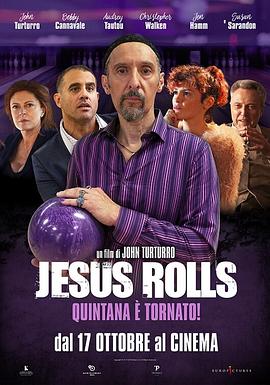 John Turturro
Bobby Cannavale
Audrey Tautou
Christopher Walken
Jon Hamm
Susan Sarandon
un film di JOHN TURTURRO
JESUS ROLLS
QUINTANA È TORNATO!
dal 17 OTTOBRE al CINEMA
EUROPICTURES